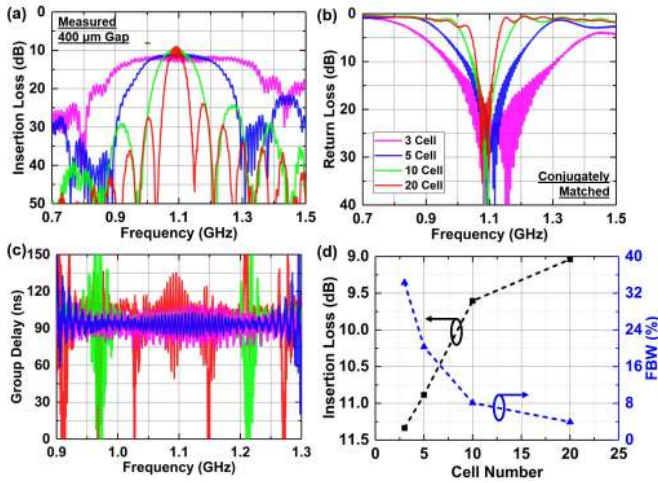 (a)
Measured
400 µm Gap
Insertion Loss (dB)
0
10
20
30
40
50
0.7 0.9 1.1 1.3 1.5
Frequency (GHz)
(b)
Return Loss (dB)
0
10
20
30
40
3 Cell
5 Cell
10 Cell
20 Cell
Conjugately
Matched
0.7 0.9 1.1 1.3 1.5
Frequency (GHz)
(c)
Group Delay (ns)
150
120
90
60
30
0
0.9 1.0 1.1 1.2 1.3
Frequency (GHz)
(d)
Insertion Loss (dB)
9.0
9.5
10.0
10.5
11.0
11.5
0 5 10 15 20 25
Cell Number
40
32
24
16
8
0
FBW (%)